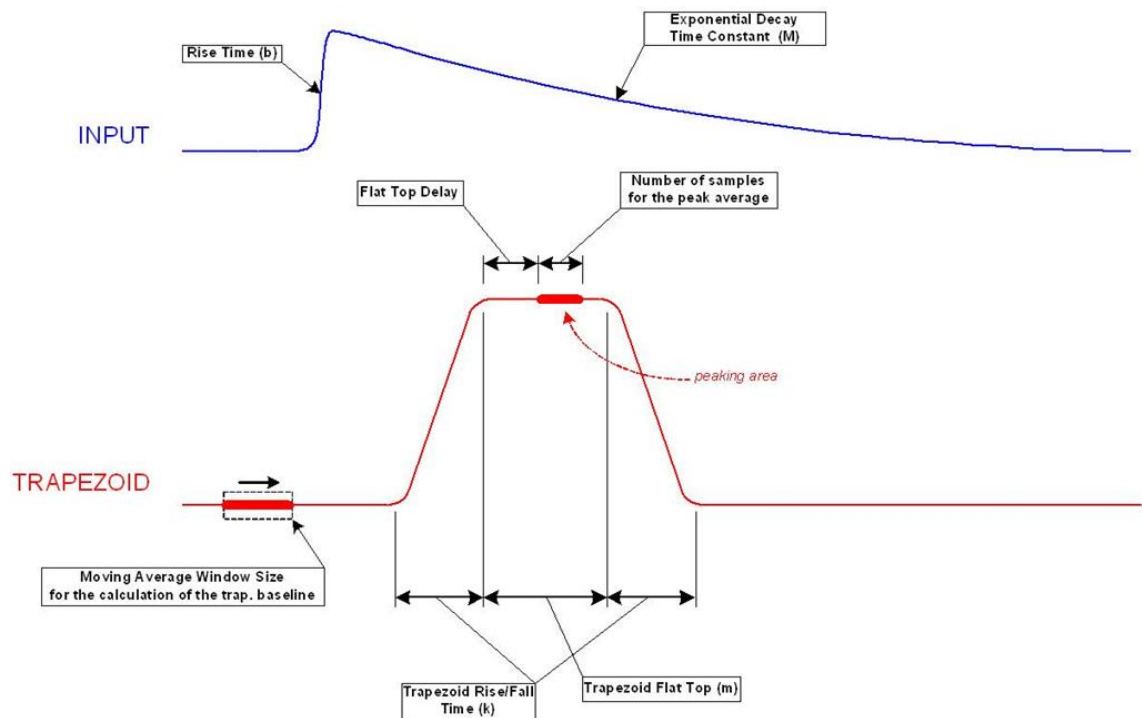 Exponential Decay
Time Constant (M)
Rise Time (b)
INPUT
Flat Top Delay
Number of samples
for the peak average
peaking area
TRAPEZOID
Moving Average Window Size
for the calculation of the trap. baseline
Trapezoid Rise/Fall
Time (k)
Trapezoid Flat Top (m)